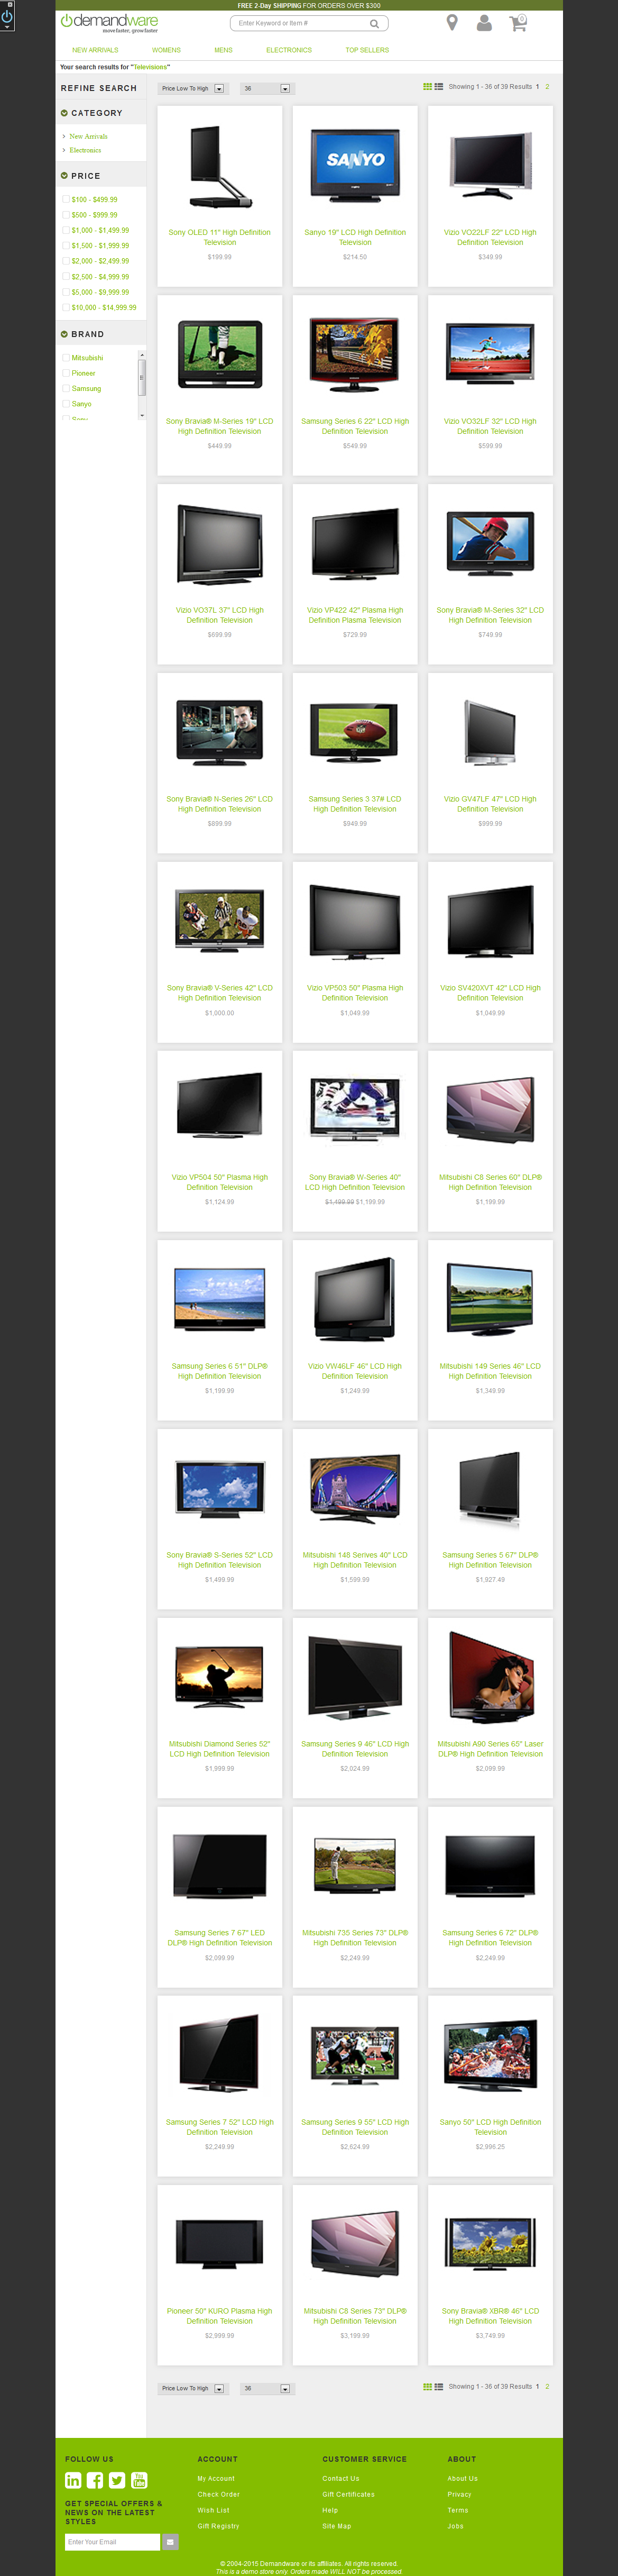 FREE 2-Day SHIPPING FOR ORDERS OVER $300
demandware
move faster, grow faster
Enter Keyword or Item #
0
NEW ARRIVALS WOMENS MENS ELECTRONICS TOP SELLERS
Your search results for "Televisions"
REFINE SEARCH
CATEGORY
New Arrivals
Electronics
PRICE
$100 - $499.99
$500 - $999.99
$1,000 - $1,499.99
$1,500 - $1,999.99
$2,000 - $2,499.99
$2,500 - $4,999.99
$5,000 - $9,999.99
$10,000 - $14,999.99
BRAND
Mitsubishi
Pioneer
Samsung
Sanyo
Sony
Price Low To High 36 Showing 1 - 36 of 39 Results 1 2
SANYO
Sony OLED 11" High Definition
Television
$199.99
Sanyo 19" LCD High Definition
Television
$214.50
Vizio VO22LF 22" LCD High
Definition Television
$349.99
Sony Bravia® M-Series 19" LCD
High Definition Television
$449.99
Samsung Series 6 22" LCD High
Definition Television
$549.99
Vizio VO32LF 32" LCD High
Definition Television
$599.99
Vizio VO37L 37" LCD High
Definition Television
$699.99
Vizio VP422 42" Plasma High
Definition Plasma Television
$729.99
Sony Bravia® M-Series 32" LCD
High Definition Television
$749.99
Sony Bravia® N-Series 26" LCD
High Definition Television
$899.99
Samsung Series 3 37# LCD
High Definition Television
$949.99
Vizio GV47LF 47" LCD High
Definition Television
$999.99
Sony Bravia® V-Series 42" LCD
High Definition Television
$1,000.00
Vizio VP503 50" Plasma High
Definition Television
$1,049.99
Vizio SV420XVT 42" LCD High
Definition Television
$1,049.99
Vizio VP504 50" Plasma High
Definition Television
$1,124.99
Sony Bravia® W-Series 40"
LCD High Definition Television
$1,499.99 $1,199.99
Mitsubishi C8 Series 60" DLP®
High Definition Television
$1,199.99
Samsung Series 6 51" DLP®
High Definition Television
$1,199.99
Vizio VW46LF 46" LCD High
Definition Television
$1,249.99
Mitsubishi 149 Series 46" LCD
High Definition Television
$1,349.99
Sony Bravia® S-Series 52" LCD
High Definition Television
$1,499.99
Mitsubishi 148 Serives 40" LCD
High Definition Television
$1,599.99
Samsung Series 5 67" DLP®
High Definition Television
$1,927.49
Mitsubishi Diamond Series 52"
LCD High Definition Television
$1,999.99
Samsung Series 9 46" LCD High
Definition Television
$2,024.99
Mitsubishi A90 Series 65" Laser
DLP® High Definition Television
$2,099.99
Samsung Series 7 67" LED
DLP® High Definition Television
$2,099.99
Mitsubishi 735 Series 73" DLP®
High Definition Television
$2,249.99
Samsung Series 6 72" DLP®
High Definition Television
$2,249.99
Samsung Series 7 52" LCD High
Definition Television
$2,249.99
Samsung Series 9 55" LCD High
Definition Television
$2,624.99
Sanyo 50" LCD High Definition
Television
$2,996.25
Pioneer 50" KURO Plasma High
Definition Television
$2,999.99
Mitsubishi C8 Series 73" DLP®
High Definition Television
$3,199.99
Sony Bravia® XBR® 46" LCD
High Definition Television
$3,749.99
Price Low To High 36 Showing 1 - 36 of 39 Results 1 2
FOLLOW US
You Tube
GET SPECIAL OFFERS &
NEWS ON THE LATEST
STYLES
Enter Your Email
ACCOUNT
My Account
Check Order
Wish List
Gift Registry
CUSTOMER SERVICE
Contact Us
Gift Certificates
Help
Site Map
ABOUT
About Us
Privacy
Terms
Jobs
© 2004-2015 Demandware or its affiliates. All rights reserved.
This is a demo store only. Orders made WILL NOT be processed.